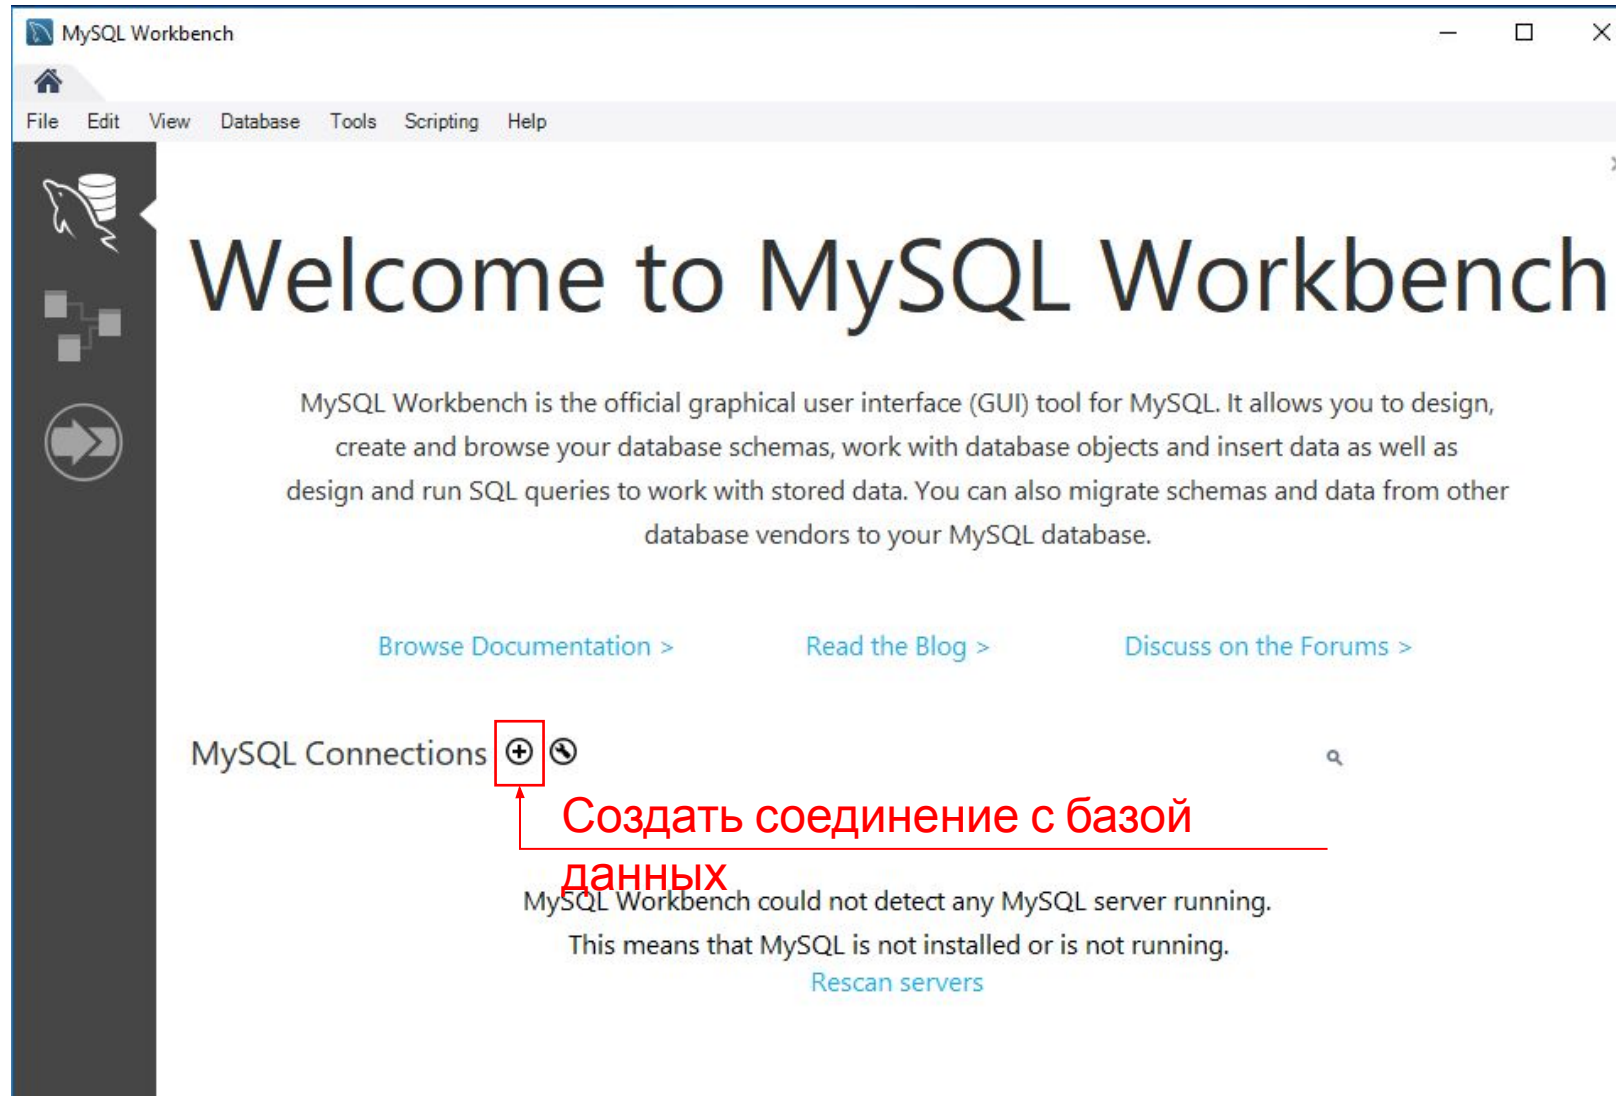 MySQL Workbench
File Edit View Database Tools Scripting Help
Welcome to MySQL Workbench
MySQL Workbench is the official graphical user interface (GUI) tool for MySQL. It allows you to design,
create and browse your database schemas, work with database objects and insert data as well as
design and run SQL queries to work with stored data. You can also migrate schemas and data from other
database vendors to your MySQL database.
Browse Documentation > Read the Blog > Discuss on the Forums >
MySQL Connections
Создать соединение с базой
данных
MySQL Workbench could not detect any MySQL server running.
This means that MySQL is not installed or is not running.
Rescan servers